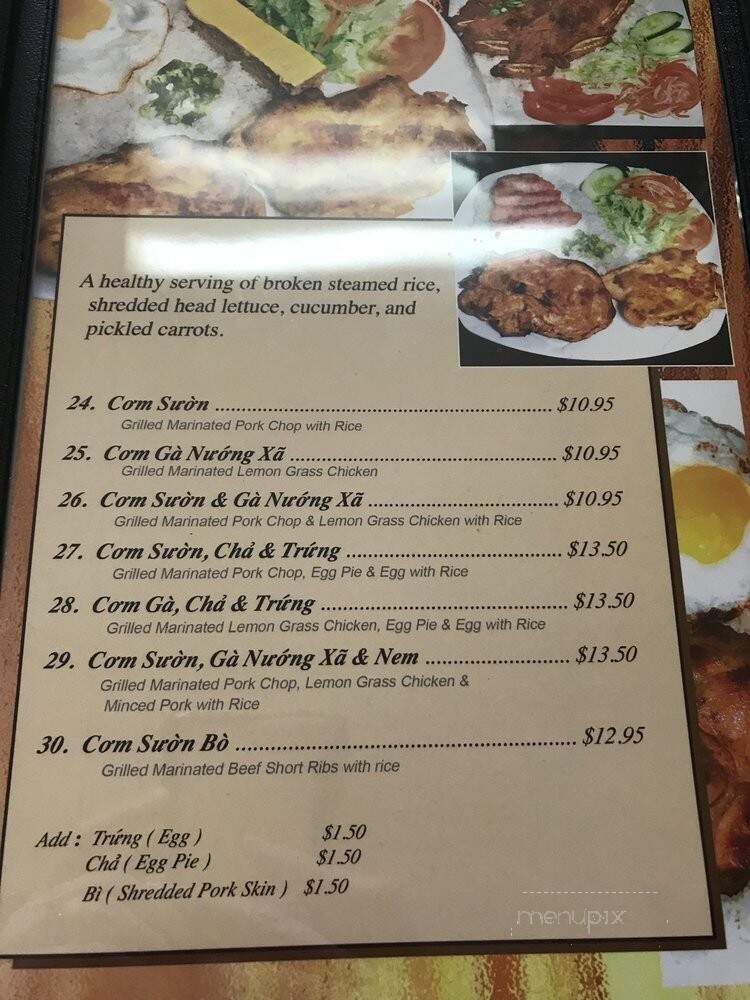 A healthy serving of broken steamed rice,
shredded head lettuce, cucumber, and
pickled carrots.
24. Cơm Sườn ........................................................ $10.95
Grilled Marinated Pork Chop with Rice
25. Cơm Gà Nướng Xã ............................................. $10.95
Grilled Marinated Lemon Grass Chicken
26. Cơm Sườn & Gà Nướng Xã ................................ $10.95
Grilled Marinated Pork Chop & Lemon Grass Chicken with Rice
27. Cơm Sườn, Chả & Trứng .................................... $13.50
Grilled Marinated Pork Chop, Egg Pie & Egg with Rice
28. Cơm Gà, Chả & Trứng ......................................... $13.50
Grilled Marinated Lemon Grass Chicken, Egg Pie & Egg with Rice
29. Cơm Sườn, Gà Nướng Xã & Nem ........................ $13.50
Grilled Marinated Pork Chop, Lemon Grass Chicken &
Minced Pork with Rice
30. Cơm Sườn Bò ........................................................ $12.95
Grilled Marinated Beef Short Ribs with rice
Add : Trứng ( Egg ) $1.50
Chả ( Egg Pie ) $1.50
Bì ( Shredded Pork Skin ) $1.50
menupix